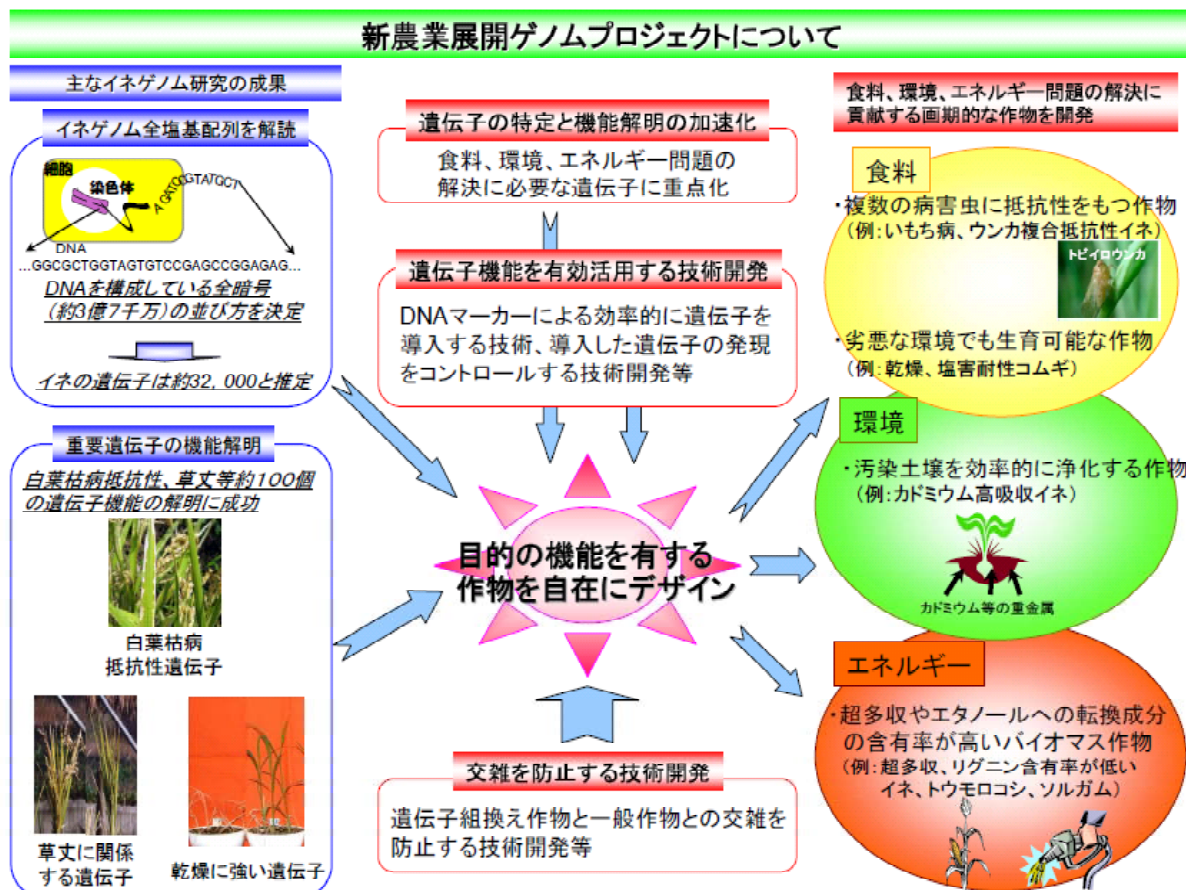 新農業展開ゲノムプロジェクトについて
主なイネゲノム研究の成果
イネゲノム全塩基配列を解読
細胞
染色体
AGATCCGTATGCT
DNA
...GGCGCTGGTAGTGTCCGAGCCGGAGAG...
DNAを構成している全暗号
（約3億7千万）の並び方を決定
イネの遺伝子は約32，000と推定
重要遺伝子の機能解明
白葉枯病抵抗性、草丈等約100個
の遺伝子機能の解明に成功
白葉枯病
抵抗性遺伝子
草丈に関係
する遺伝子
乾燥に強い遺伝子
遺伝子の特定と機能解明の加速化
食料、環境、エネルギー問題の
解決に必要な遺伝子に重点化
遺伝子機能を有効活用する技術開発
DNAマーカーによる効率的に遺伝子を
導入する技術、導入した遺伝子の発現
をコントロールする技術開発等
目的の機能を有する
作物を自在にデザイン
交雑を防止する技術開発
遺伝子組換え作物と一般作物との交雑を
防止する技術開発等
食料、環境、エネルギー問題の解決に
貢献する画期的な作物を開発
食料
・複数の病害虫に抵抗性をもつ作物
（例：いもち病、ウンカ複合抵抗性イネ）
トビイロウンカ
・劣悪な環境でも生育可能な作物
（例：乾燥、塩害耐性コムギ）
環境
・汚染土壌を効率的に浄化する作物
（例：カドミウム高吸収イネ）
カドミウム等の重金属
エネルギー
・超多収やエタノールへの転換成分
の含有率が高いバイオマス作物
（例：超多収、リグニン含有率が低い
イネ、トウモロコシ、ソルガム）